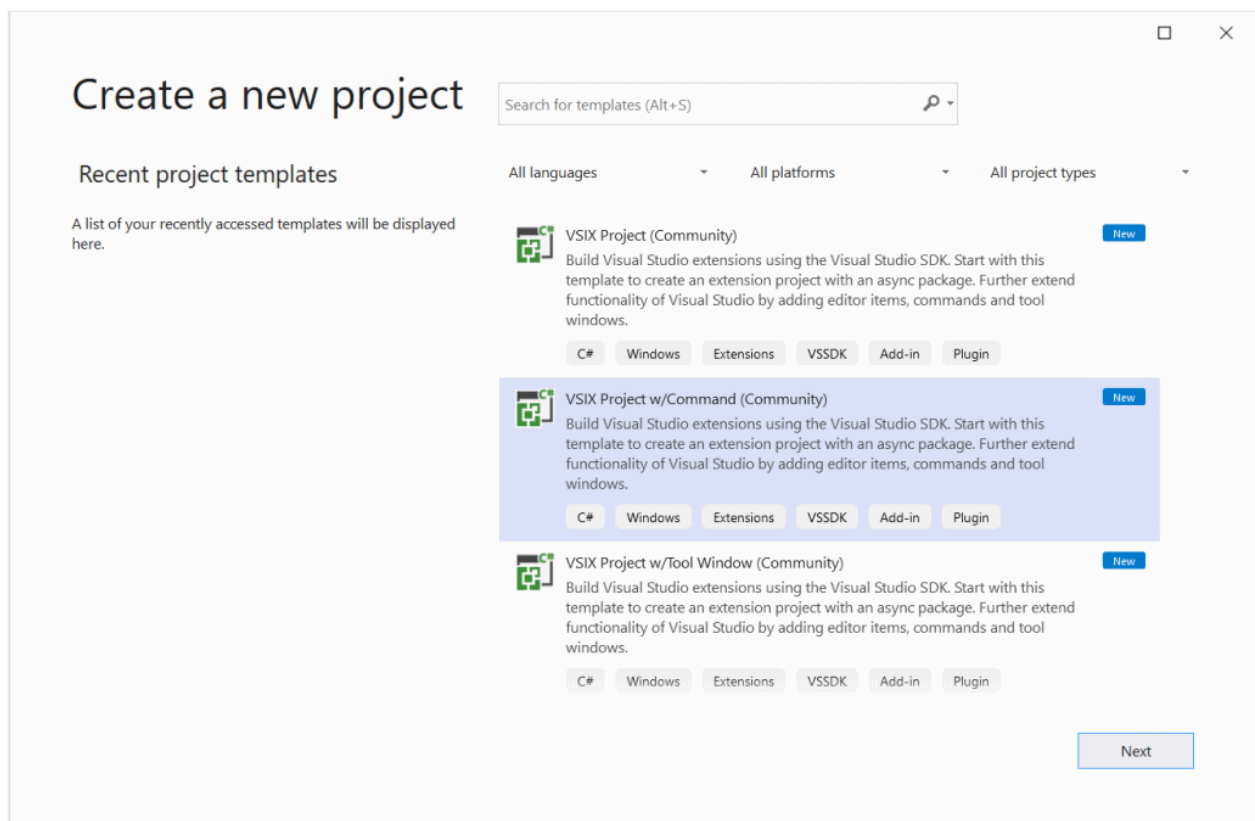 Create a new project
Search for templates (Alt+S)
Recent project templates
All languages
All platforms
All project types
A list of your recently accessed templates will be displayed
here.
VSIX Project (Community)
New
Build Visual Studio extensions using the Visual Studio SDK. Start with this
template to create an extension project with an async package. Further extend
functionality of Visual Studio by adding editor items, commands and tool
windows.
C# Windows Extensions VSSDK Add-in Plugin
VSIX Project w/Command (Community)
New
Build Visual Studio extensions using the Visual Studio SDK. Start with this
template to create an extension project with an async package. Further extend
functionality of Visual Studio by adding editor items, commands and tool
windows.
C# Windows Extensions VSSDK Add-in Plugin
VSIX Project w/Tool Window (Community)
New
Build Visual Studio extensions using the Visual Studio SDK. Start with this
template to create an extension project with an async package. Further extend
functionality of Visual Studio by adding editor items, commands and tool
windows.
C# Windows Extensions VSSDK Add-in Plugin
Next